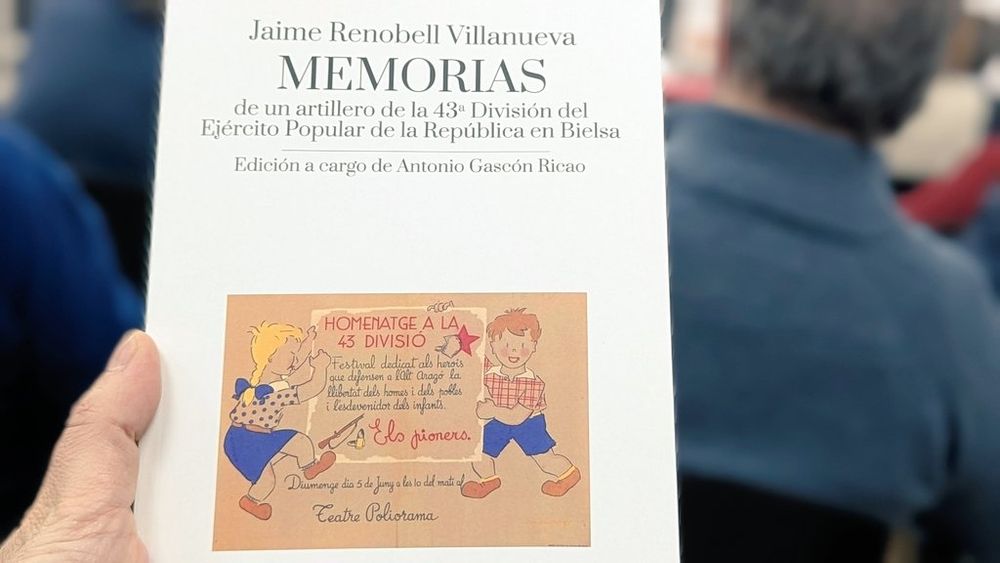 Jaime Renobell Villanueva
MEMORIAS
de un artillero de la 43ª División del
Ejército Popular de la República en Bielsa
Edición a cargo de Antonio Gascón Ricao
HOMENATGE A LA
43 DIVISIÓ
Festival dedicat als herois
que defensen a l'Alt Aragó la
llibertat dels homes i dels pobles
i l'esdevenidor dels infants.
Els pioners.
Diumenge dia 5 de Juny a les 10 del matí al
Teatre Poliorama